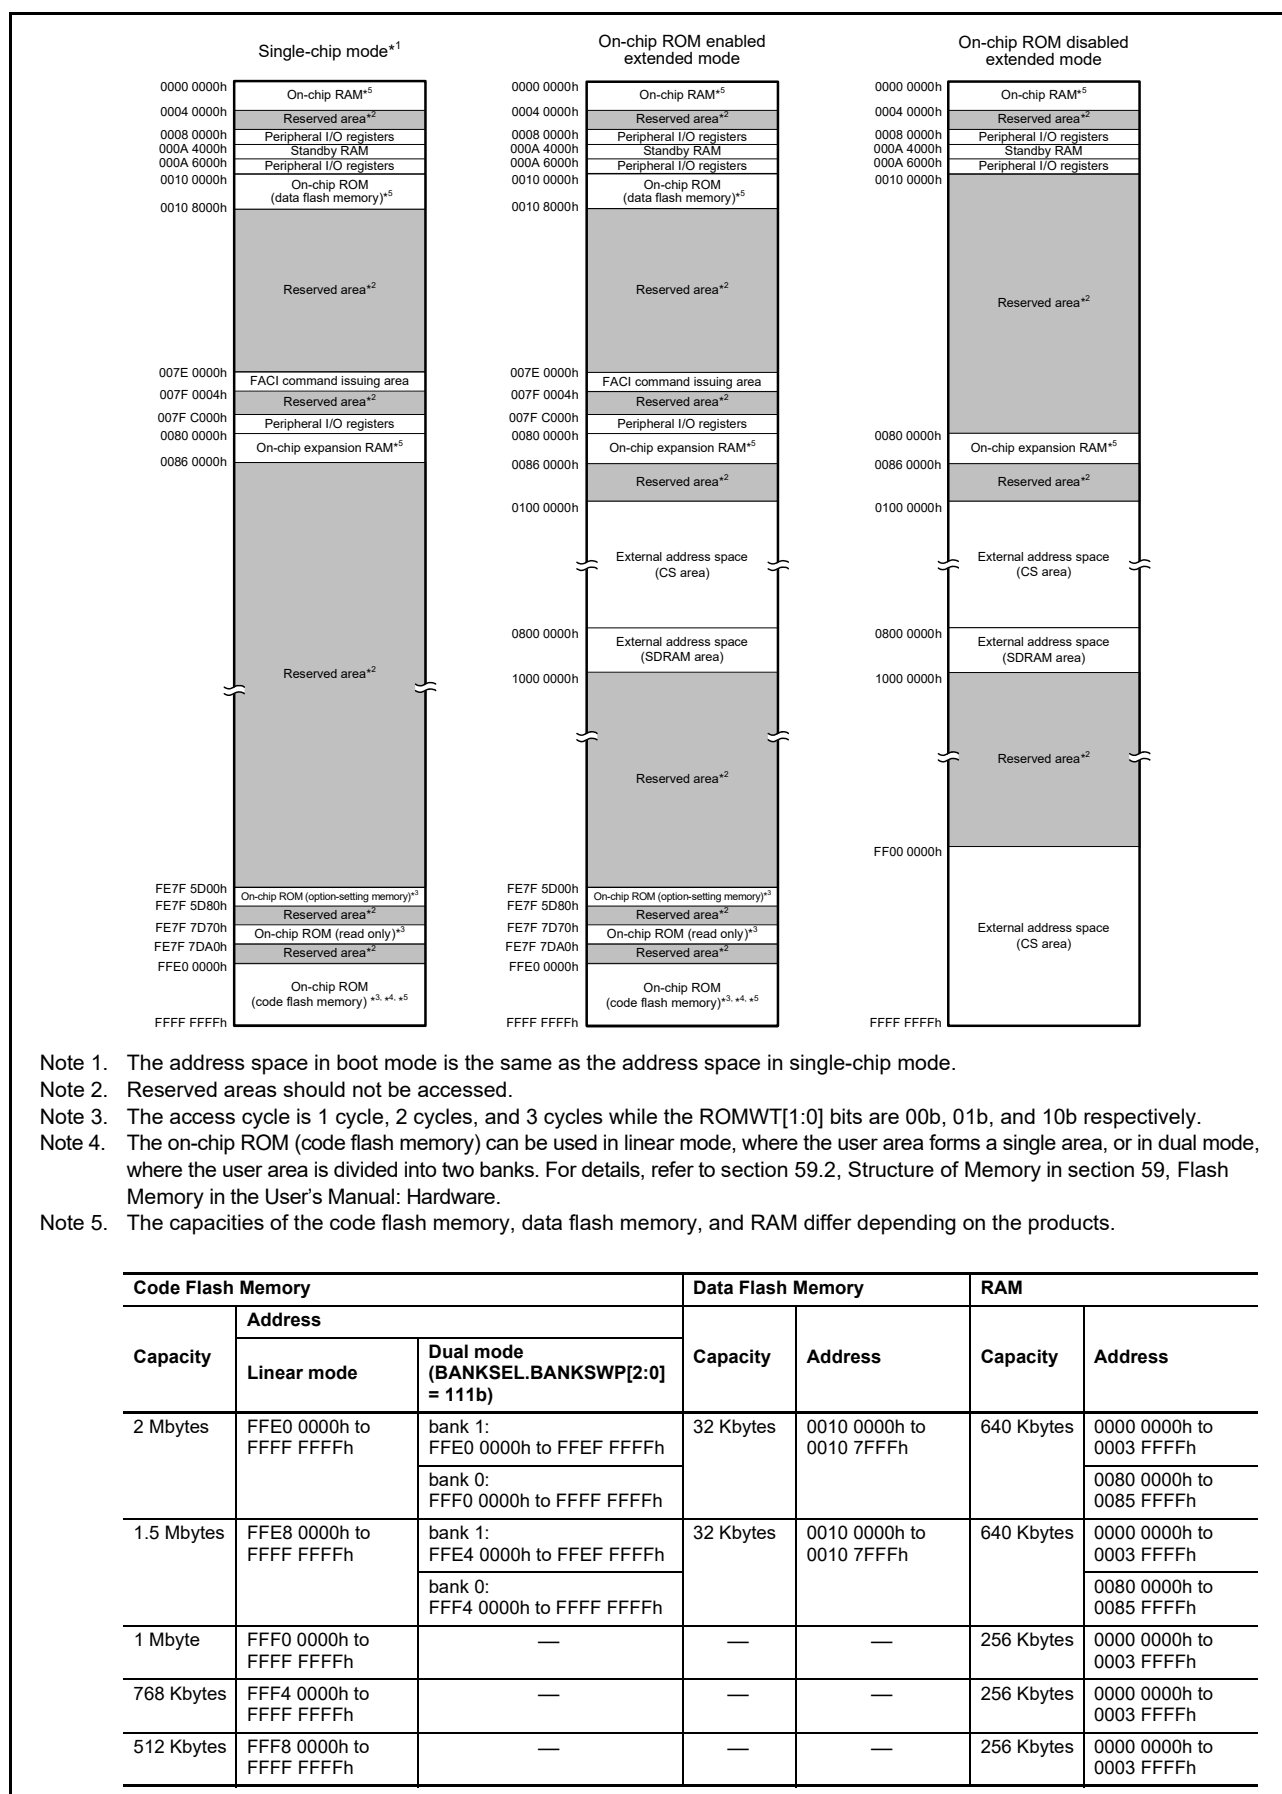 Single-chip mode*1
0000 0000h
On-chip RAM*5
0004 0000h
Reserved area*2
0008 0000h
Peripheral I/O registers
000A 4000h
Standby RAM
000A 6000h
Peripheral I/O registers
0010 0000h
On-chip ROM
(data flash memory)*5
0010 8000h
Reserved area*2
007E 0000h
FACI command issuing area
007F 0004h
Reserved area*2
007F C000h
Peripheral I/O registers
0080 0000h
On-chip expansion RAM*5
0086 0000h
Reserved area*2
FE7F 5D00h
On-chip ROM (option-setting memory)*3
FE7F 5D80h
Reserved area*2
FE7F 7D70h
On-chip ROM (read only)*3
FE7F 7DA0h
Reserved area*2
FFE0 0000h
On-chip ROM
(code flash memory) *3, *4, *5
FFFF FFFFh
On-chip ROM enabled
extended mode
0000 0000h
On-chip RAM*5
0004 0000h
Reserved area*2
0008 0000h
Peripheral I/O registers
000A 4000h
Standby RAM
000A 6000h
Peripheral I/O registers
0010 0000h
On-chip ROM
(data flash memory)*5
0010 8000h
Reserved area*2
007E 0000h
FACI command issuing area
007F 0004h
Reserved area*2
007F C000h
Peripheral I/O registers
0080 0000h
On-chip expansion RAM*5
0086 0000h
Reserved area*2
0100 0000h
External address space
(CS area)
0800 0000h
External address space
(SDRAM area)
1000 0000h
Reserved area*2
FE7F 5D00h
On-chip ROM (option-setting memory)*3
FE7F 5D80h
Reserved area*2
FE7F 7D70h
On-chip ROM (read only)*3
FE7F 7DA0h
Reserved area*2
FFE0 0000h
On-chip ROM
(code flash memory)*3, *4, *5
FFFF FFFFh
On-chip ROM disabled
extended mode
0000 0000h
On-chip RAM*5
0004 0000h
Reserved area*2
0008 0000h
Peripheral I/O registers
000A 4000h
Standby RAM
000A 6000h
Peripheral I/O registers
0010 0000h
Reserved area*2
0080 0000h
On-chip expansion RAM*5
0086 0000h
Reserved area*2
0100 0000h
External address space
(CS area)
0800 0000h
External address space
(SDRAM area)
1000 0000h
Reserved area*2
FF00 0000h
External address space
(CS area)
FFFF FFFFh
Note 1. The address space in boot mode is the same as the address space in single-chip mode.
Note 2. Reserved areas should not be accessed.
Note 3. The access cycle is 1 cycle, 2 cycles, and 3 cycles while the ROMWT[1:0] bits are 00b, 01b, and 10b respectively.
Note 4. The on-chip ROM (code flash memory) can be used in linear mode, where the user area forms a single area, or in dual mode,
where the user area is divided into two banks. For details, refer to section 59.2, Structure of Memory in section 59, Flash
Memory in the User's Manual: Hardware.
Note 5. The capacities of the code flash memory, data flash memory, and RAM differ depending on the products.
Code Flash Memory Data Flash Memory RAM
Capacity Address Capacity Address Capacity Address
Linear mode Dual mode
(BANKSEL.BANKSWP[2:0]
= 111b)
2 Mbytes FFE0 0000h to bank 1: 32 Kbytes 0010 0000h to 640 Kbytes 0000 0000h to
FFFF FFFFh FFE0 0000h to FFEF FFFFh 0010 7FFFh 0003 FFFFh
bank 0: 0080 0000h to
FFF0 0000h to FFFF FFFFh 0085 FFFFh
1.5 Mbytes FFE8 0000h to bank 1: 32 Kbytes 0010 0000h to 640 Kbytes 0000 0000h to
FFFF FFFFh FFE4 0000h to FFEF FFFFh 0010 7FFFh 0003 FFFFh
bank 0: 0080 0000h to
FFF4 0000h to FFFF FFFFh 0085 FFFFh
1 Mbyte FFF0 0000h to — — — 256 Kbytes 0000 0000h to
FFFF FFFFh 0003 FFFFh
768 Kbytes FFF4 0000h to — — — 256 Kbytes 0000 0000h to
FFFF FFFFh 0003 FFFFh
512 Kbytes FFF8 0000h to — — — 256 Kbytes 0000 0000h to
FFFF FFFFh 0003 FFFFh